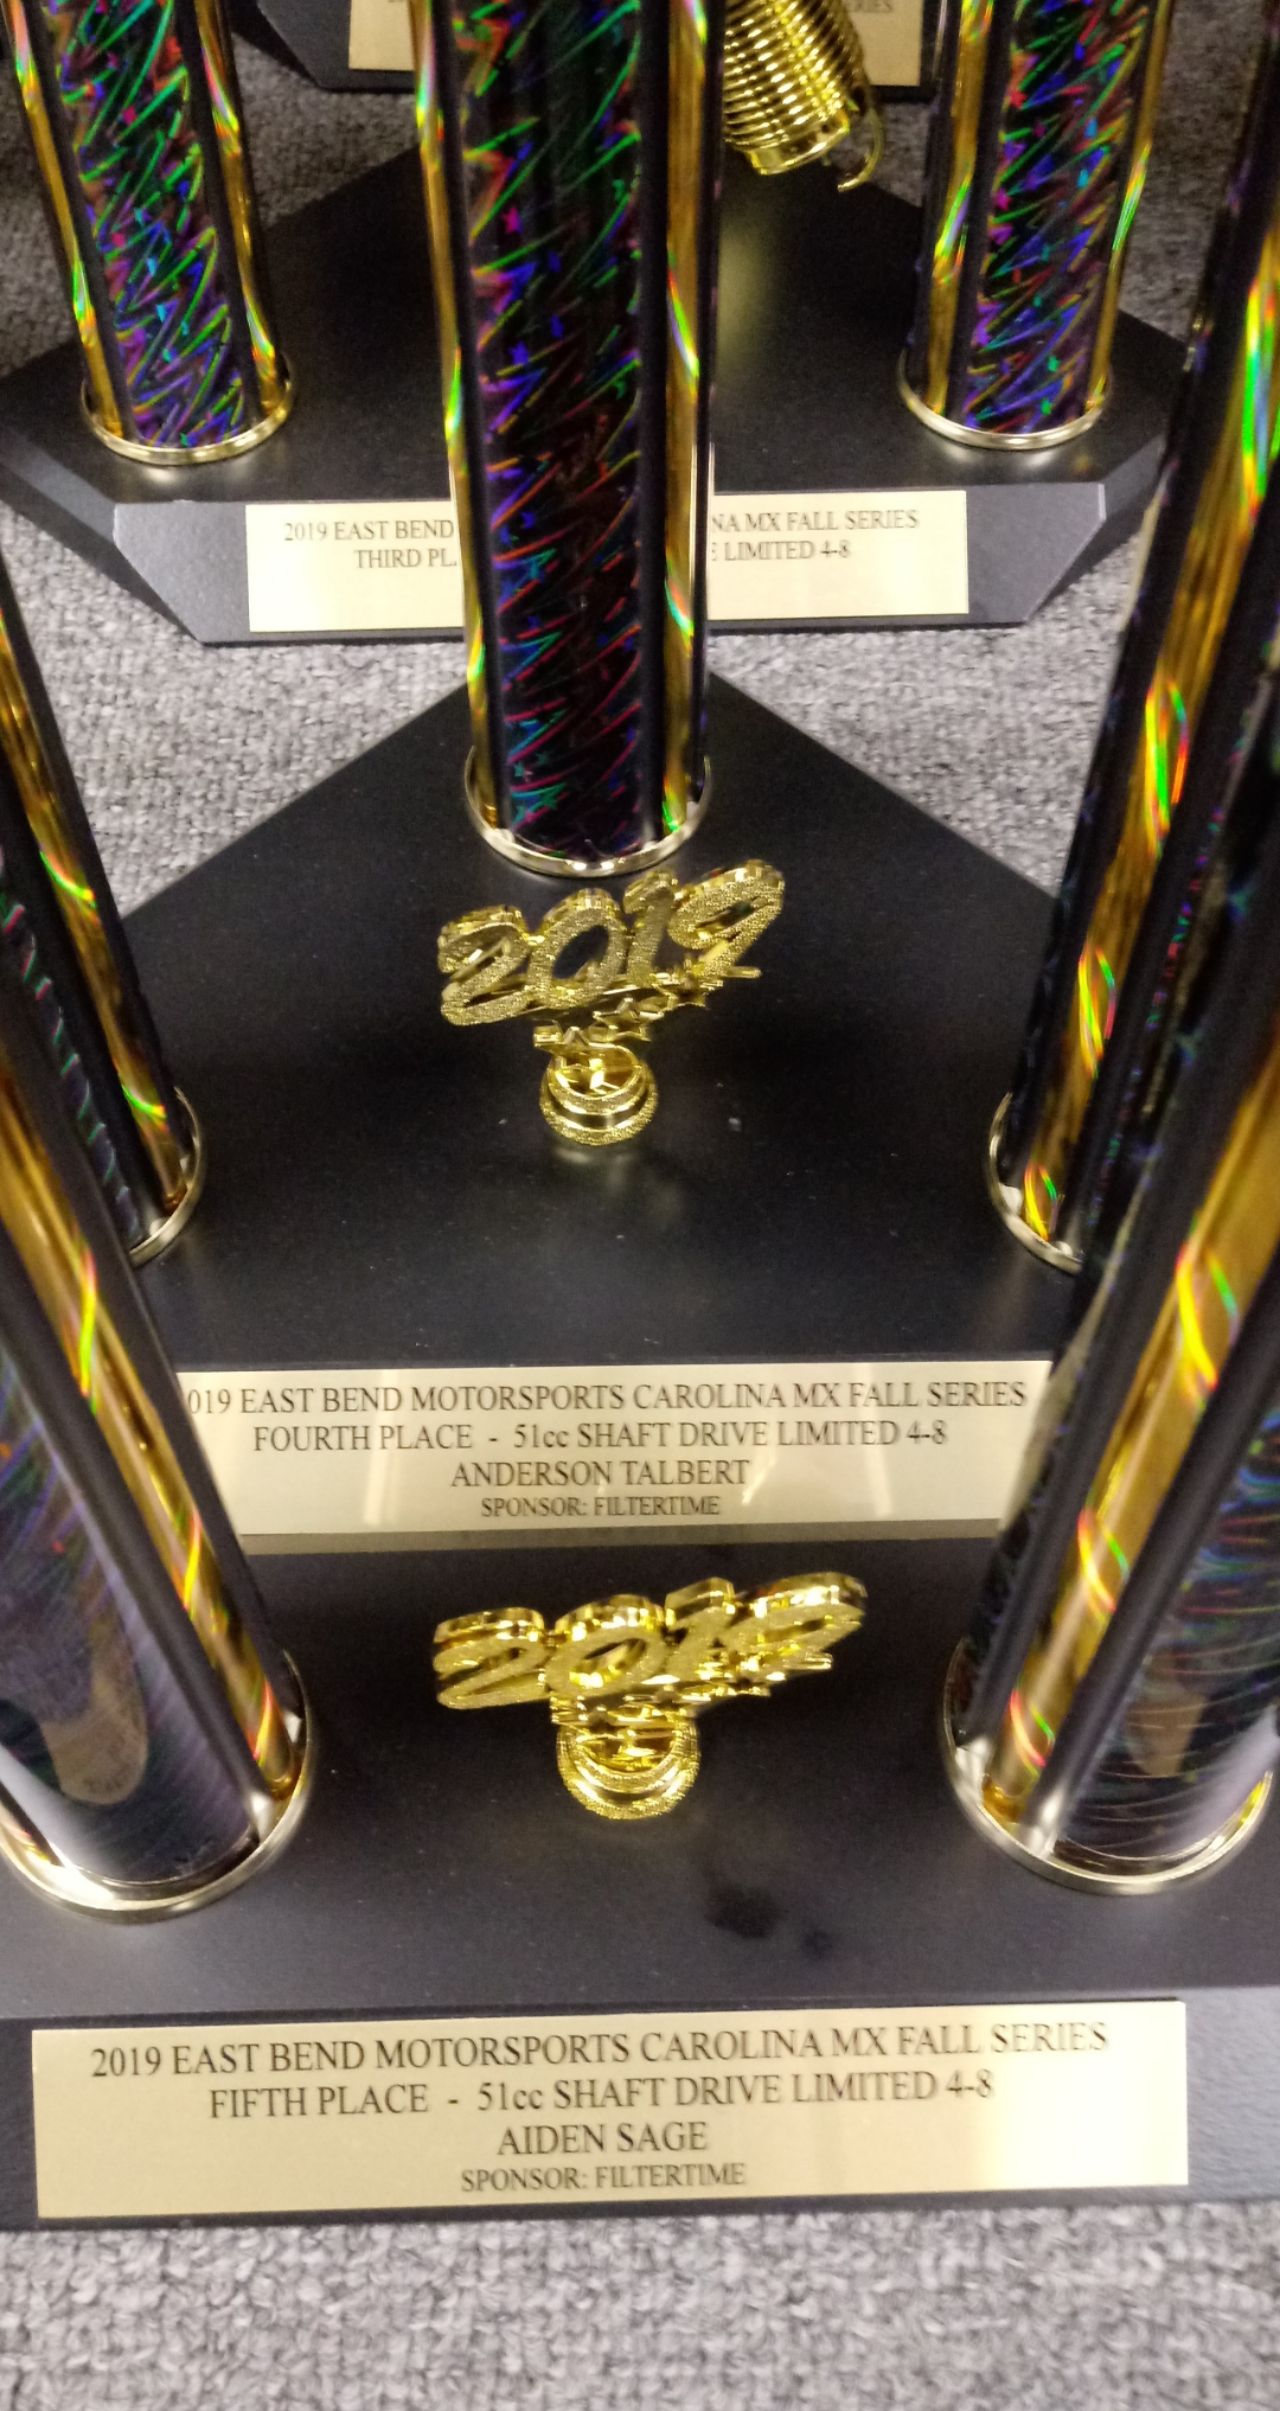 SERIES
2019 EAST BEND NA MX FALL SERIES
THIRD PL LIMITED 4-8
2019
019 EAST BEND MOTORSPORTS CAROLINA MX FALL SERIES
FOURTH PLACE - 51cc SHAFT DRIVE LIMITED 4-8
ANDERSON TALBERT
SPONSOR: FILTERTIME
2019
2019 EAST BEND MOTORSPORTS CAROLINA MX FALL SERIES
FIFTH PLACE - 51cc SHAFT DRIVE LIMITED 4-8
AIDEN SAGE
SPONSOR: FILTERTIME